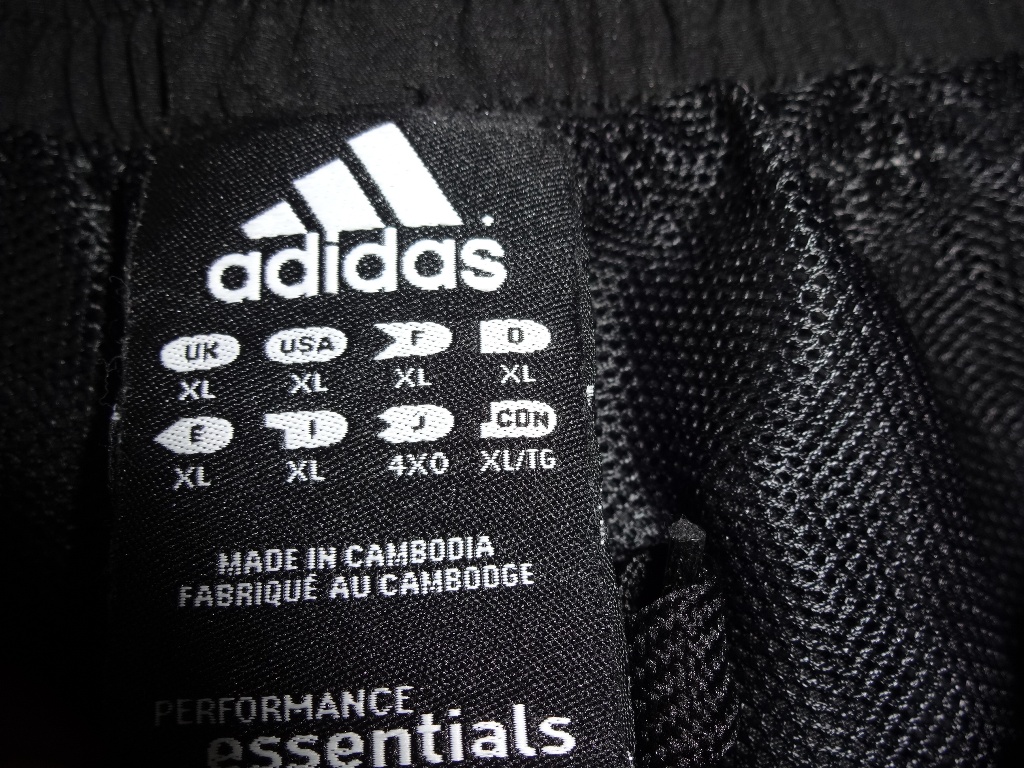 adidas
UK USA F D
XL XL XL XL
E I J CDN
XL XL 4XO XL/TG
MADE IN CAMBODIA
FABRIQUÉ AU CAMBODGE
PERFORMANCE
essentials